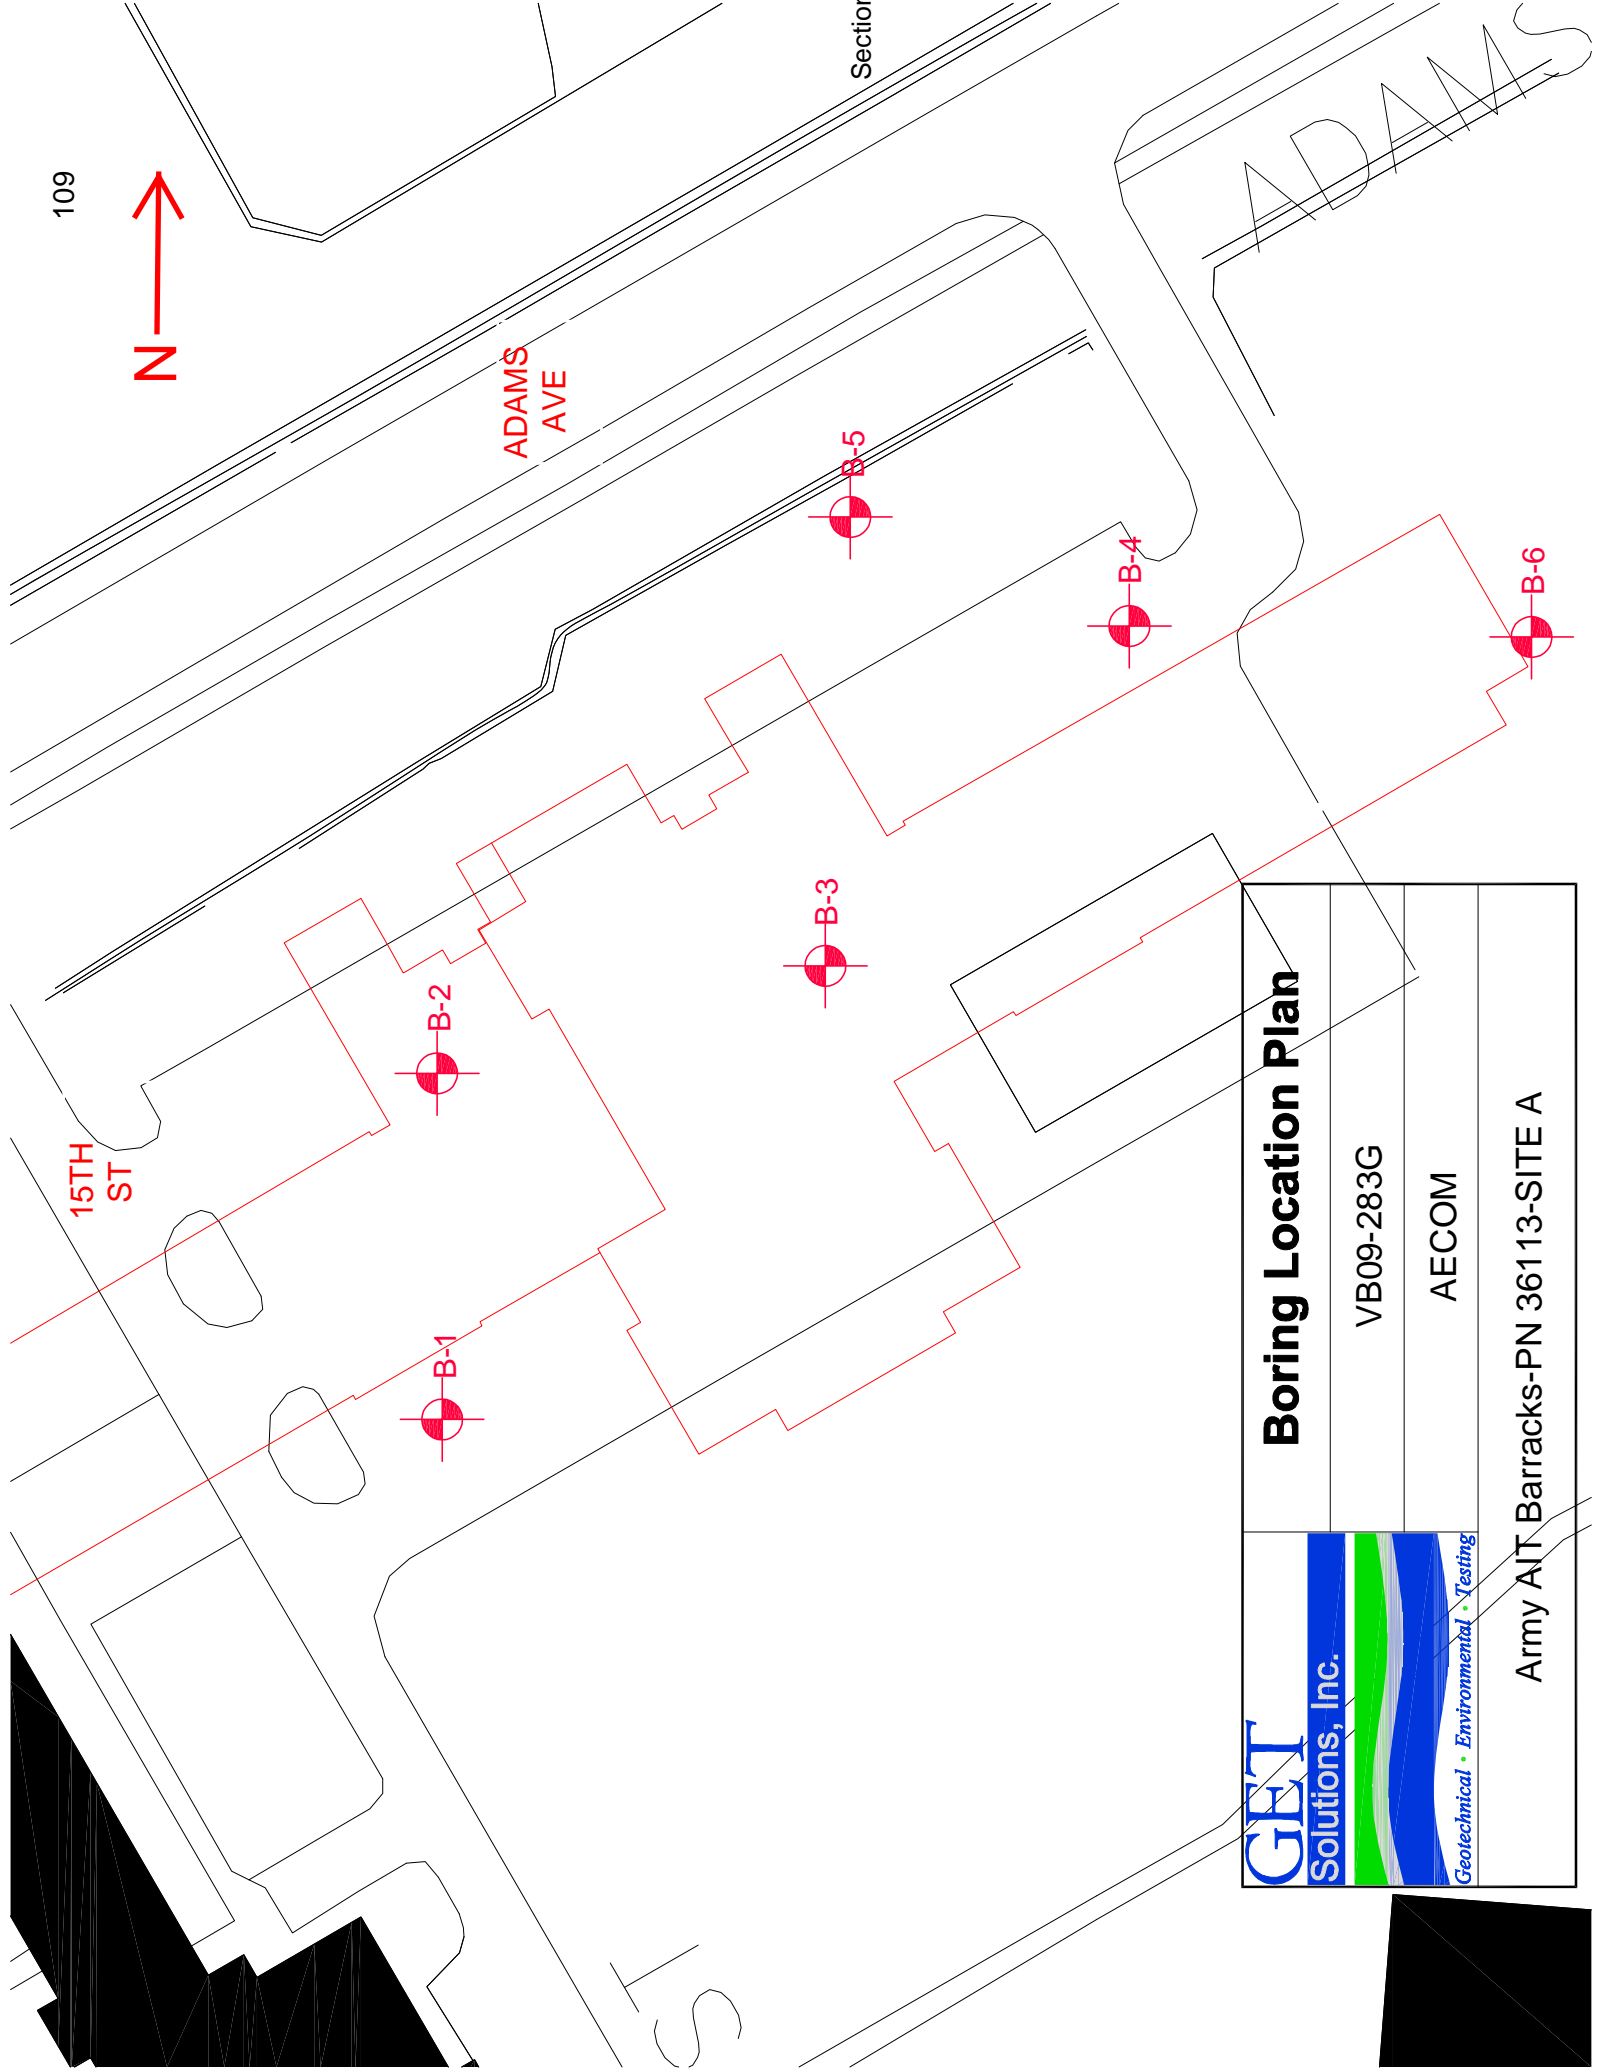 109
N
Section
ADAMS
ADAMS
AVE
B-5
B-4
B-6
B-3
B-2
15TH
ST
B-1
ST
Boring Location Plan
VB09-283G
AECOM
Army AIT Barracks-PN 36113-SITE A
GET
Solutions, Inc.
Geotechnical · Environmental · Testing